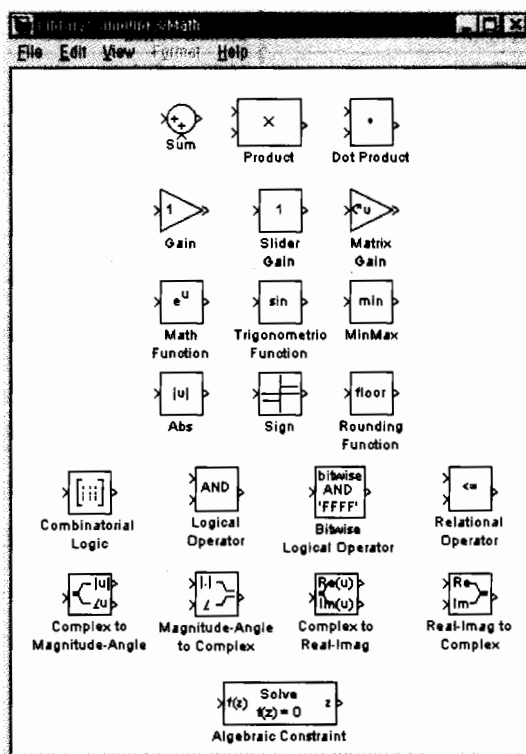 File Edit View Format Help
Sum
×
Product
Dot Product
1
Gain
1
Slider
Gain
u
Matrix
Gain
e^u
Math
Function
sin
Trigonometric
Function
min
MinMax
|u|
Abs
Sign
floor
Rounding
Function
Combinatorial
Logic
AND
Logical
Operator
bitwise
AND
'FFFF'
Bitwise
Logical Operator
<=
Relational
Operator
|u|
∠u
Complex to
Magnitude-Angle
|.|
∠
Magnitude-Angle
to Complex
Re(u)
Im(u)
Complex to
Real-Imag
Re
Im
Real-Imag to
Complex
f(z) Solve z
f(z) = 0
Algebraic Constraint